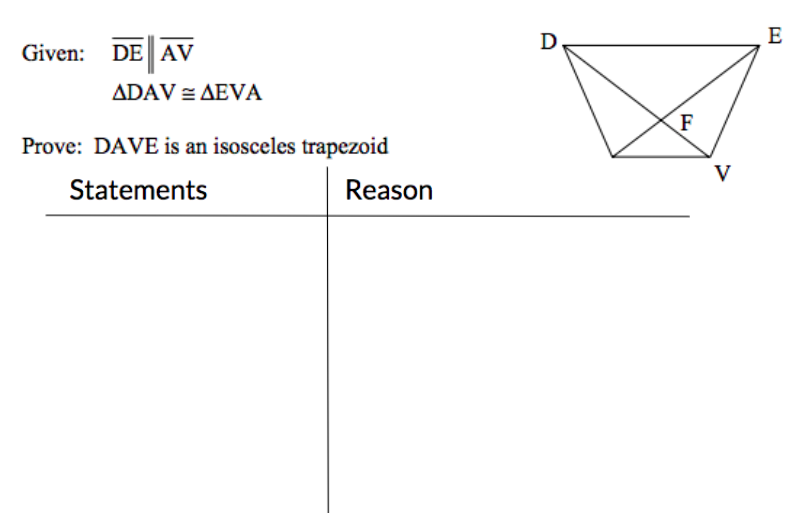 Given: DE || AV
ΔDAV ≅ ΔEVA
Prove: DAVE is an isosceles trapezoid
Statements Reason
D E
F
V